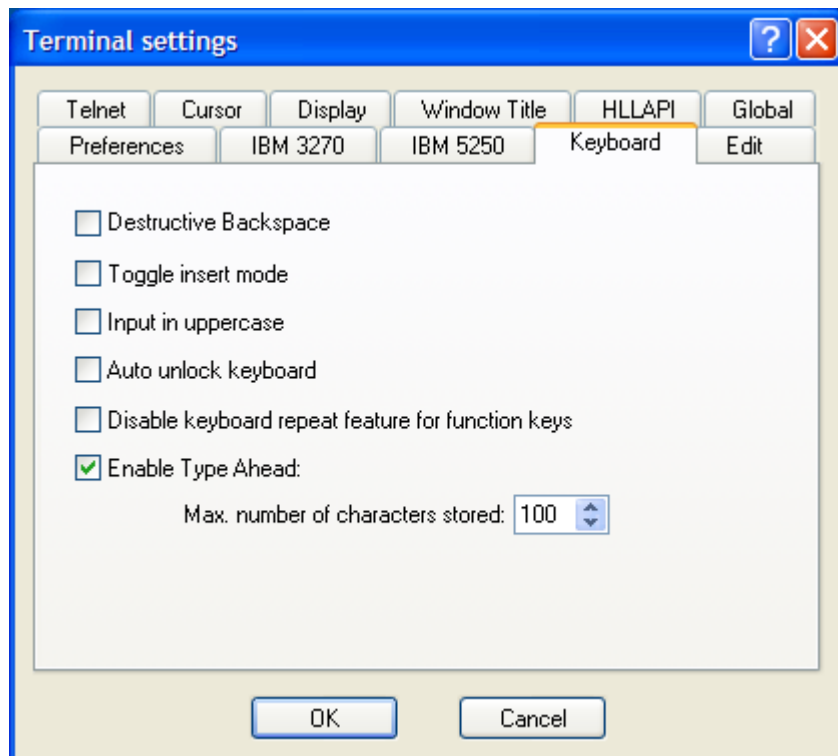 Terminal settings
Telnet Cursor Display Window Title HLLAPI Global
Preferences IBM 3270 IBM 5250 Keyboard Edit
Destructive Backspace
Toggle insert mode
Input in uppercase
Auto unlock keyboard
Disable keyboard repeat feature for function keys
Enable Type Ahead:
Max. number of characters stored: 100
OK Cancel